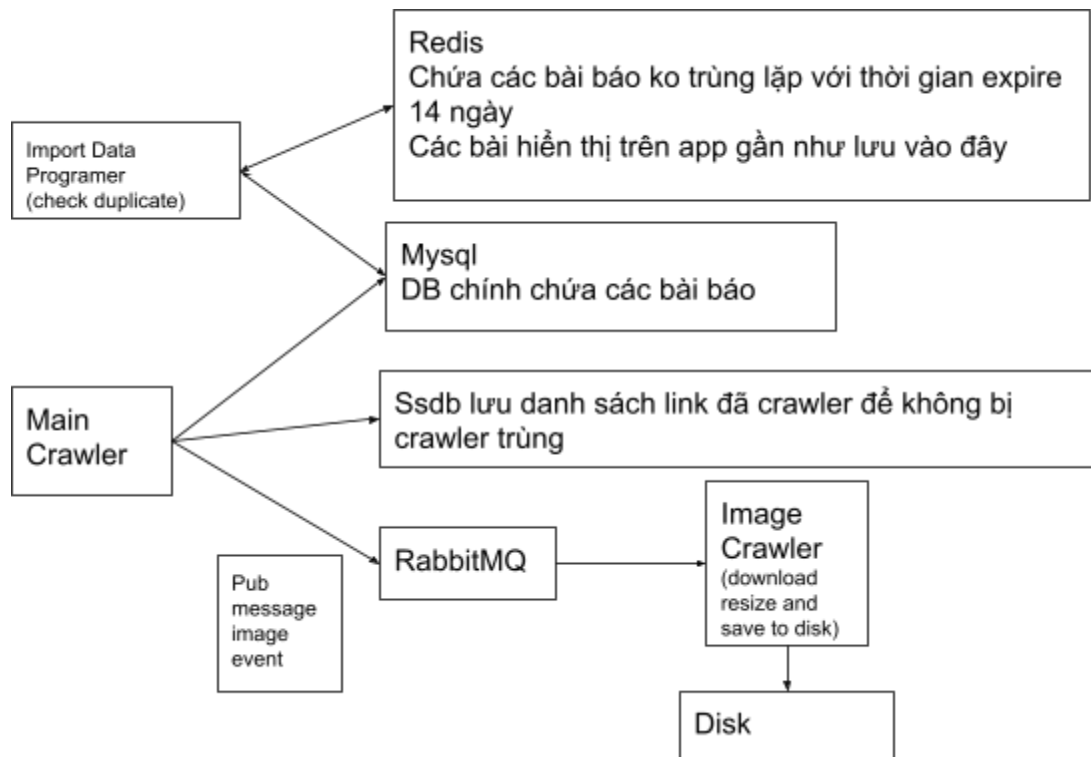 Redis
Chứa các bài báo ko trùng lặp với thời gian expire
14 ngày
Các bài hiển thị trên app gần như lưu vào đây
Import Data
Programer
(check duplicate)
Mysql
DB chính chứa các bài báo
Main
Crawler
Ssdb lưu danh sách link đã crawler để không bị
crawler trùng
RabbitMQ
Image
Crawler
(download
resize and
save to disk)
Pub
message
image
event
Disk